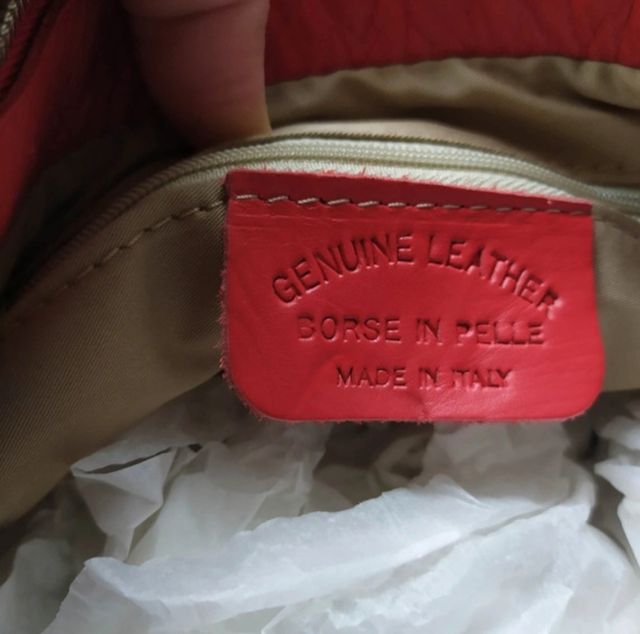 GENUINE LEATHER
BORSE IN PELLE
MADE IN ITALY